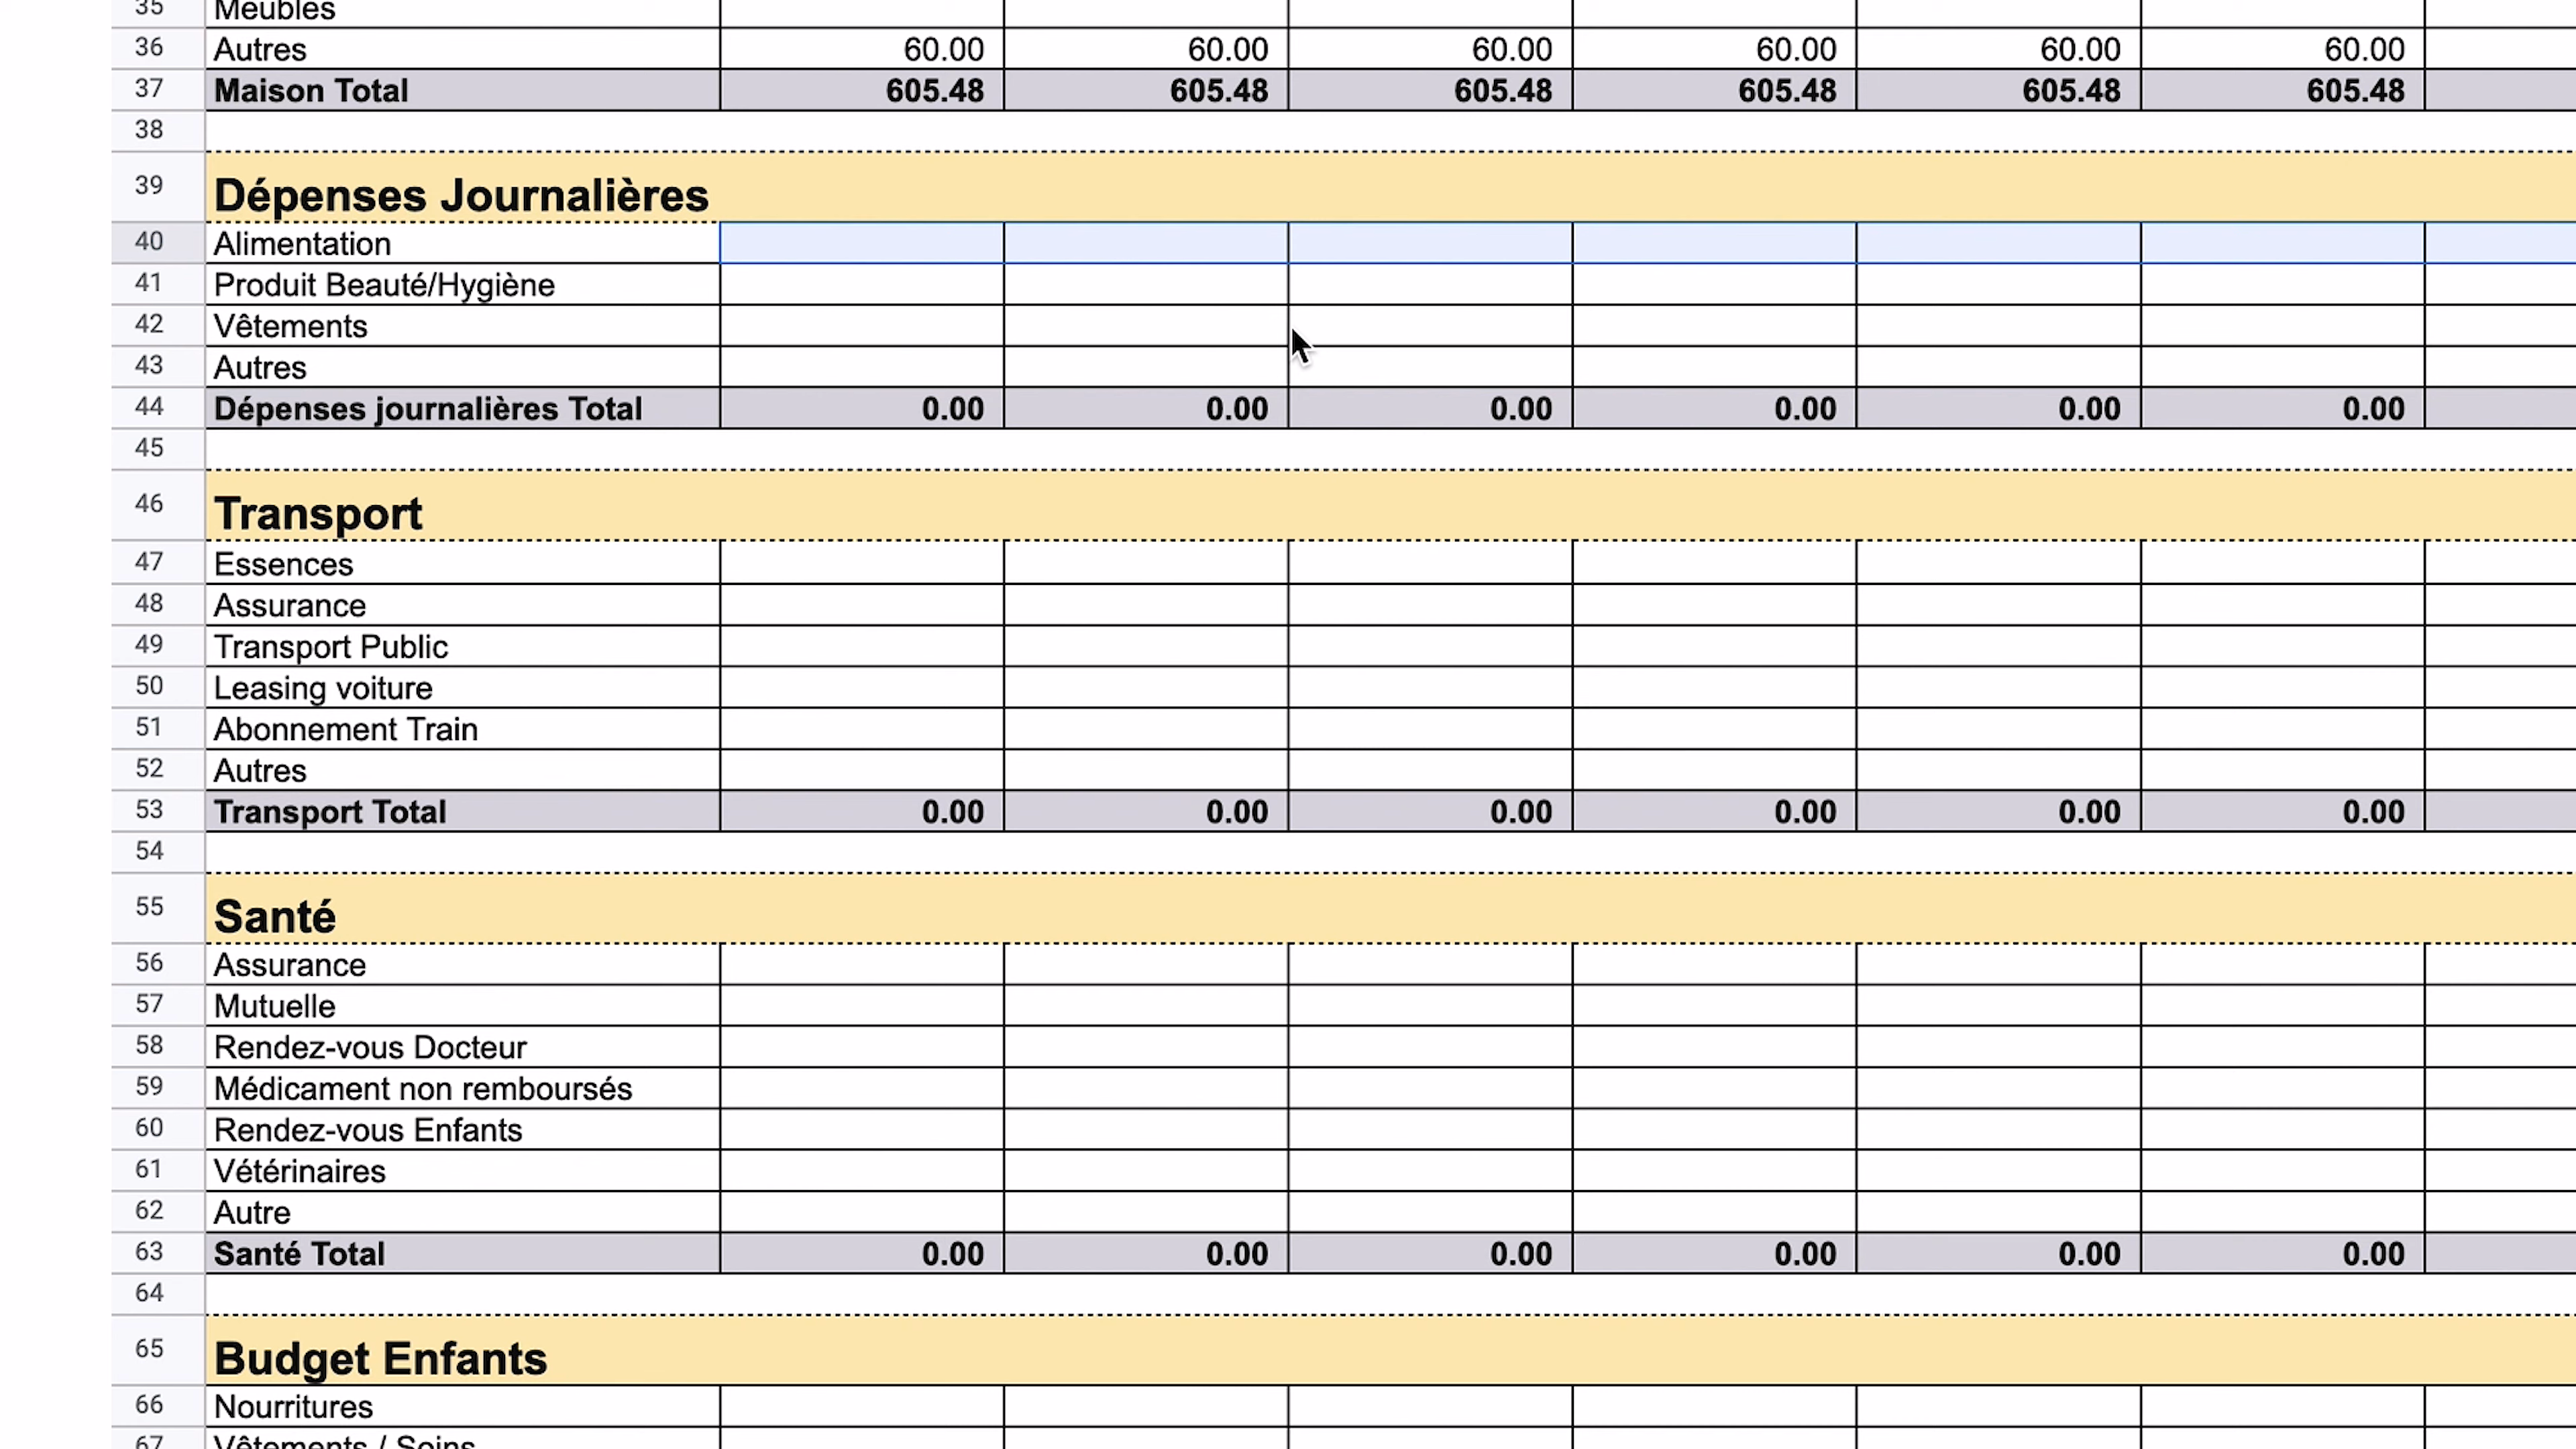 35 Meubles
36 Autres 60.00 60.00 60.00 60.00 60.00 60.00
37 Maison Total 605.48 605.48 605.48 605.48 605.48 605.48
38
39 Dépenses Journalières
40 Alimentation
41 Produit Beauté/Hygiène
42 Vêtements
43 Autres
44 Dépenses journalières Total 0.00 0.00 0.00 0.00 0.00 0.00
45
46 Transport
47 Essences
48 Assurance
49 Transport Public
50 Leasing voiture
51 Abonnement Train
52 Autres
53 Transport Total 0.00 0.00 0.00 0.00 0.00 0.00
54
55 Santé
56 Assurance
57 Mutuelle
58 Rendez-vous Docteur
59 Médicament non remboursés
60 Rendez-vous Enfants
61 Vétérinaires
62 Autre
63 Santé Total 0.00 0.00 0.00 0.00 0.00 0.00
64
65 Budget Enfants
66 Nourritures
67 Vêtements / Soins